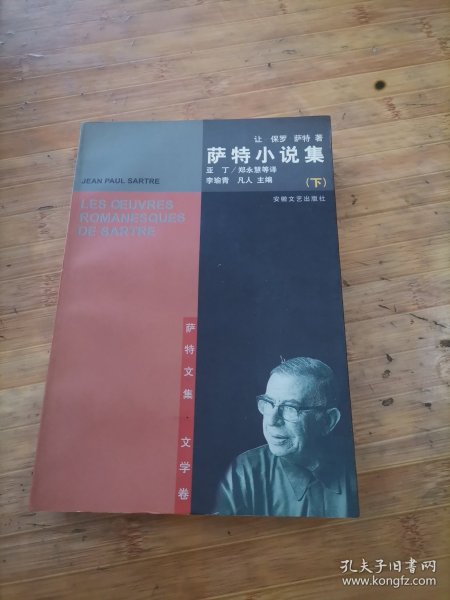 让 保罗 萨特 著
萨特小说集
亚 丁/郑永慧等译
李瑜青 凡人 主编
(下)
安徽文艺出版社
JEAN PAUL SARTRE
LES ŒUVRES
ROMANESQUES
DE SARTRE
萨特文集·文学卷
孔夫子旧书网
www.kongfz.com